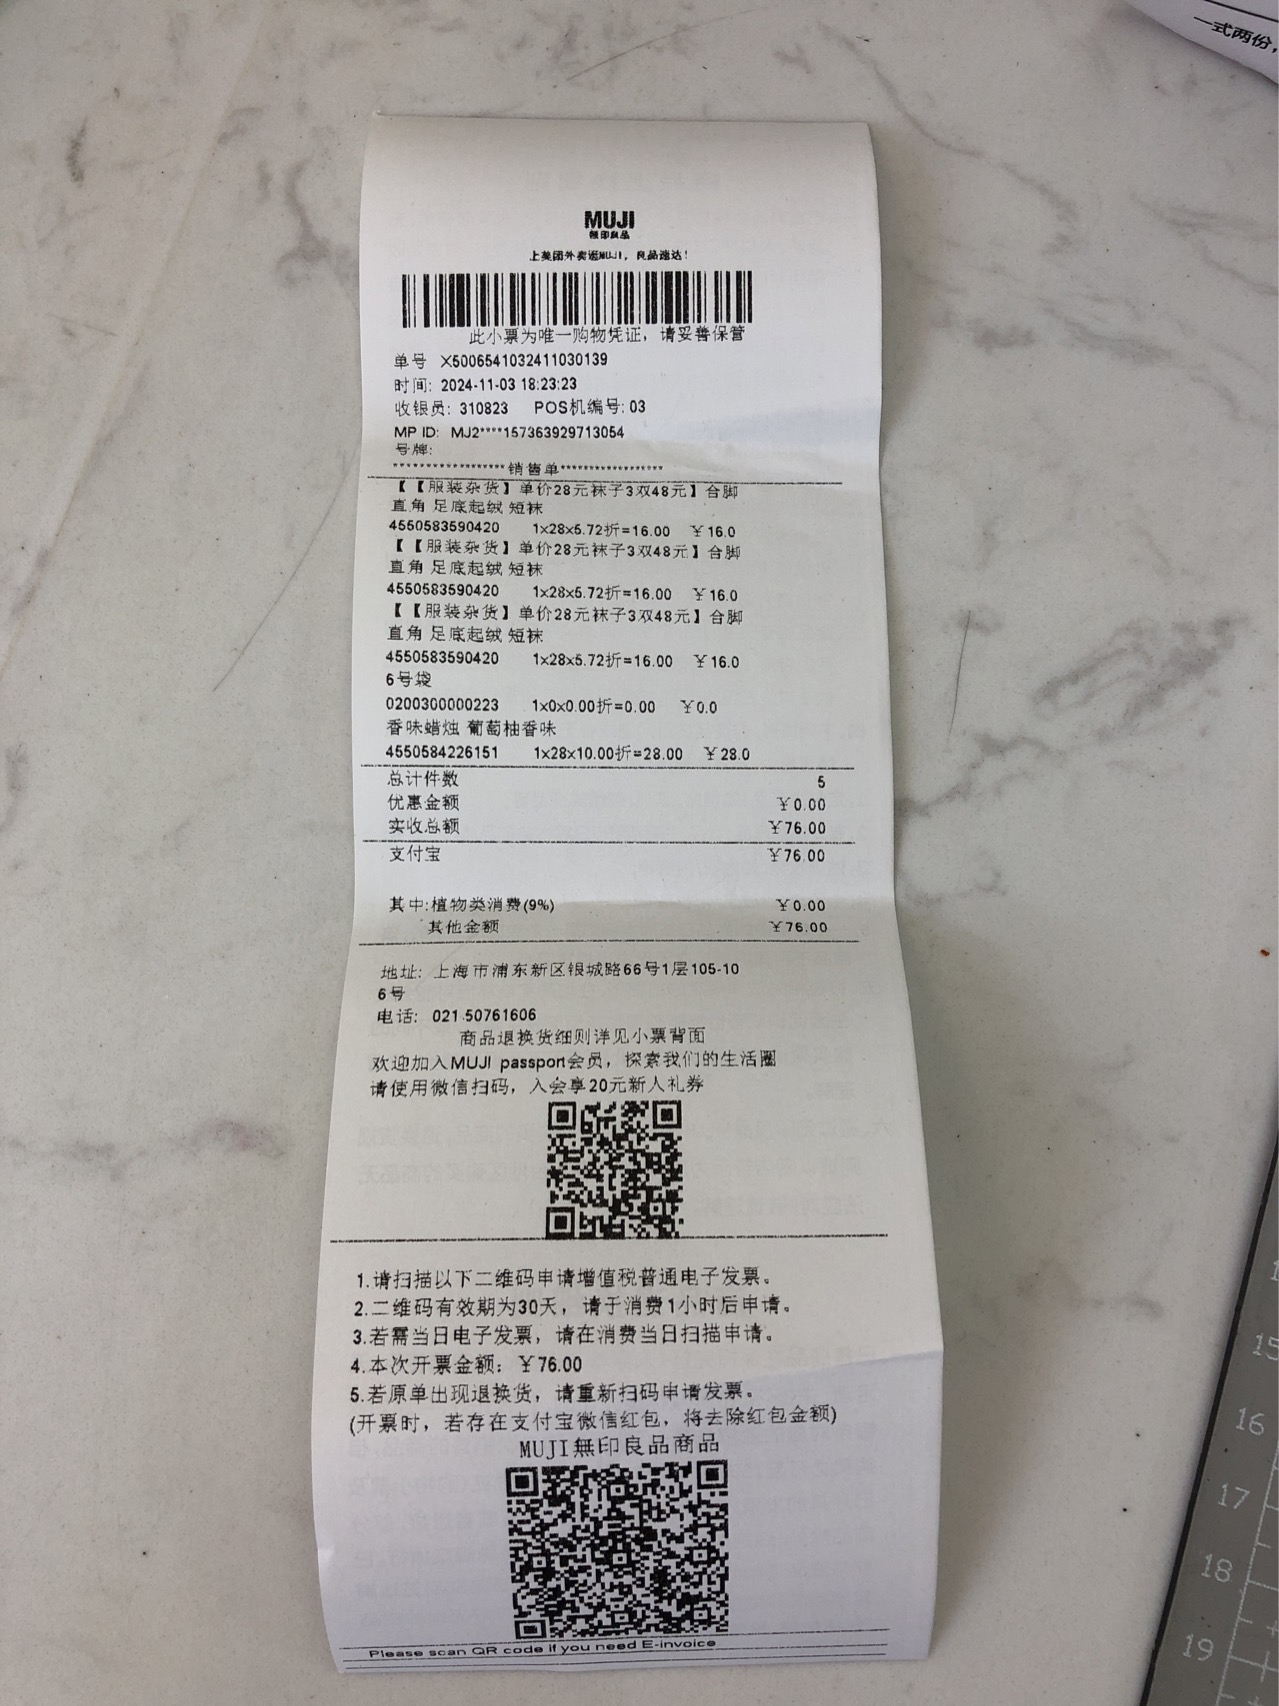 一式两份，
MUJI
無印良品
上美团外卖逛MUJI，良品速达！
此小票为唯一购物凭证，请妥善保管
单号 X5006541032411030139
时间: 2024-11-03 18:23:23
收银员: 310823 POS机编号: 03
MP ID: MJ2****157363929713054
号牌:
******************销售单*****************
【【服装杂货】单价28元袜子3双48元】合脚
直角 足底起绒 短袜
4550583590420 1x28x5.72折=16.00 ￥16.0
【【服装杂货】单价28元袜子3双48元】合脚
直角 足底起绒 短袜
4550583590420 1x28x5.72折=16.00 ￥16.0
【【服装杂货】单价28元袜子3双48元】合脚
直角 足底起绒 短袜
4550583590420 1x28x5.72折=16.00 ￥16.0
6号袋
0200300000223 1x0x0.00折=0.00 ￥0.0
香味蜡烛 葡萄柚香味
4550584226151 1x28x10.00折=28.00 ￥28.0
总计件数 5
优惠金额 ￥0.00
实收总额 ￥76.00
支付宝 ￥76.00
其中:植物类消费(9%) ￥0.00
其他金额 ￥76.00
地址: 上海市浦东新区银城路66号1层105-10
6号
电话: 021-50761606
商品退换货细则详见小票背面
欢迎加入MUJI passport会员，探索我们的生活圈
请使用微信扫码，入会享20元新人礼券
1.请扫描以下二维码申请增值税普通电子发票。
2.二维码有效期为30天，请于消费1小时后申请。
3.若需当日电子发票，请在消费当日扫描申请。
4.本次开票金额: ￥76.00
5.若原单出现退换货，请重新扫码申请发票。
(开票时，若存在支付宝微信红包，将去除红包金额)
MUJI無印良品商品
Please scan QR code if you need E-invoice
15
16
17
18
19